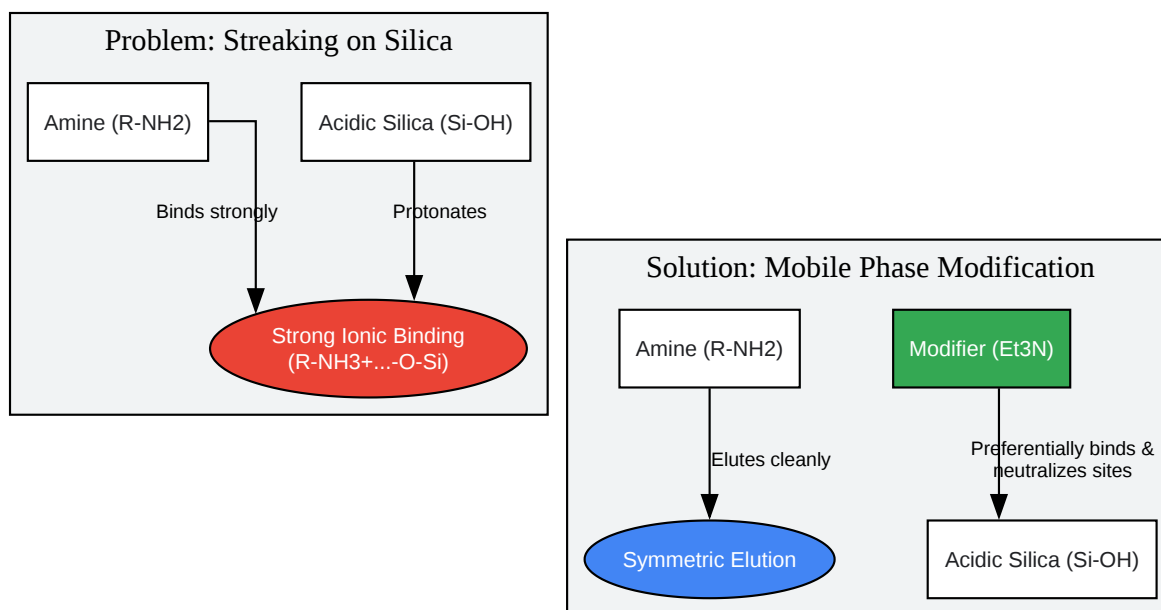 Problem: Streaking on Silica
Amine (R-NH2)
Acidic Silica (Si-OH)
Binds strongly
Protonates
Strong Ionic Binding
(R-NH3+...-O-Si)
Solution: Mobile Phase Modification
Amine (R-NH2)
Modifier (Et3N)
Elutes cleanly
Preferentially binds &
neutralizes sites
Symmetric Elution
Acidic Silica (Si-OH)